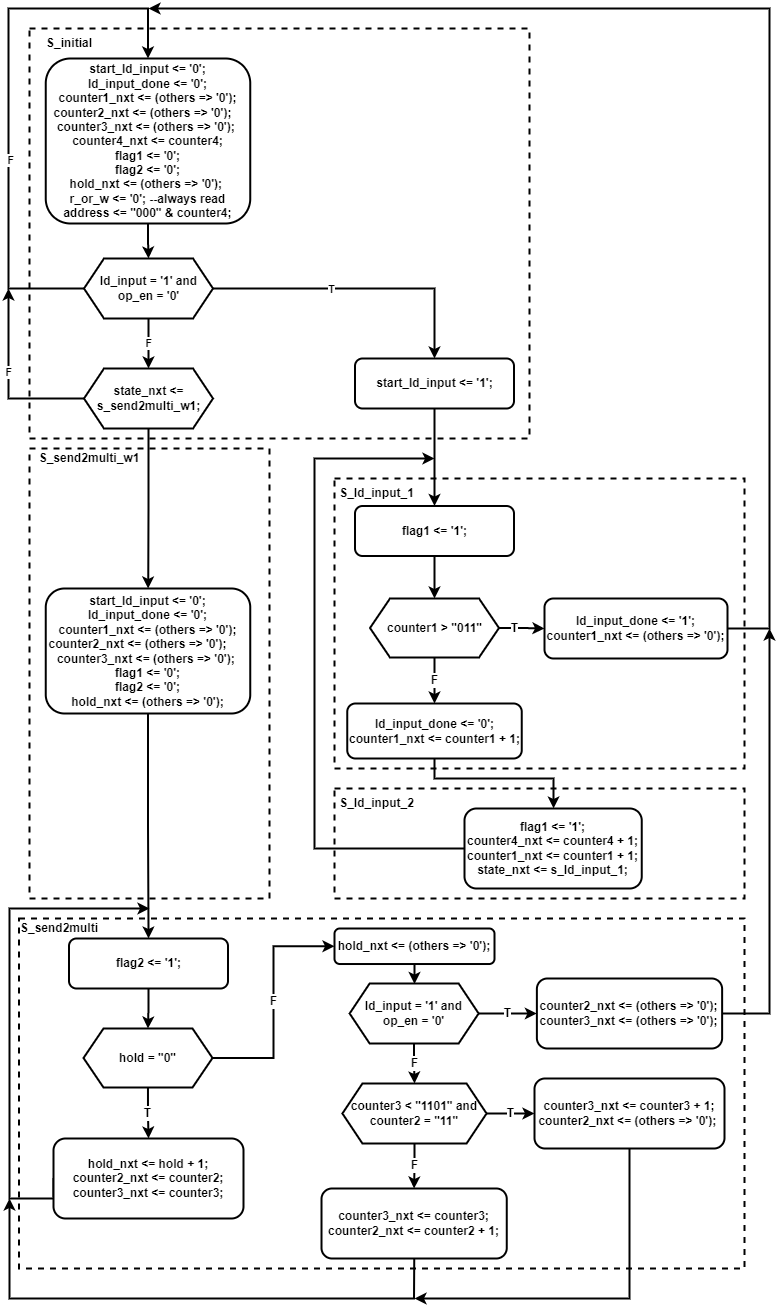 S_initial
start_ld_input <= '0';
ld_input_done <= '0';
counter1_nxt <= (others => '0');
counter2_nxt <= (others => '0');
counter3_nxt <= (others => '0');
counter4_nxt <= counter4;
flag1 <= '0';
flag2 <= '0';
hold_nxt <= (others => '0');
r_or_w <= '0'; --always read
address <= "000" & counter4;
F
ld_input = '1' and
op_en = '0'
T
F
F
state_nxt <=
s_send2multi_w1;
start_ld_input <= '1';
S_send2multi_w1
start_ld_input <= '0';
ld_input_done <= '0';
counter1_nxt <= (others => '0');
counter2_nxt <= (others => '0');
counter3_nxt <= (others => '0');
flag1 <= '0';
flag2 <= '0';
hold_nxt <= (others => '0');
S_ld_input_1
flag1 <= '1';
counter1 > "011"
T
ld_input_done <= '1';
counter1_nxt <= (others => '0');
F
ld_input_done <= '0';
counter1_nxt <= counter1 + 1;
S_ld_input_2
flag1 <= '1';
counter4_nxt <= counter4 + 1;
counter1_nxt <= counter1 + 1;
state_nxt <= s_ld_input_1;
S_send2multi
flag2 <= '1';
hold = "0"
F
T
hold_nxt <= hold + 1;
counter2_nxt <= counter2;
counter3_nxt <= counter3;
hold_nxt <= (others => '0');
ld_input = '1' and
op_en = '0'
T
counter2_nxt <= (others => '0');
counter3_nxt <= (others => '0');
F
counter3 < "1101" and
counter2 = "11"
T
counter3_nxt <= counter3 + 1;
counter2_nxt <= (others => '0');
F
counter3_nxt <= counter3;
counter2_nxt <= counter2 + 1;